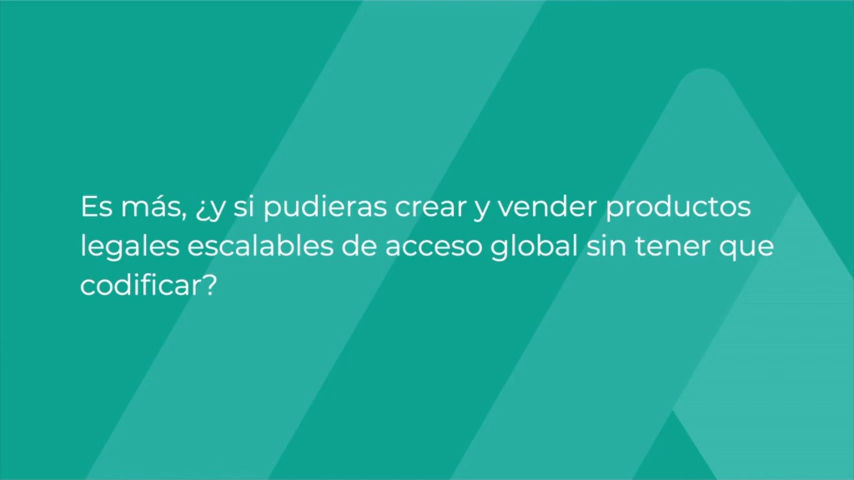 Es más, ¿y si pudieras crear y vender productos
legales escalables de acceso global sin tener que
codificar?